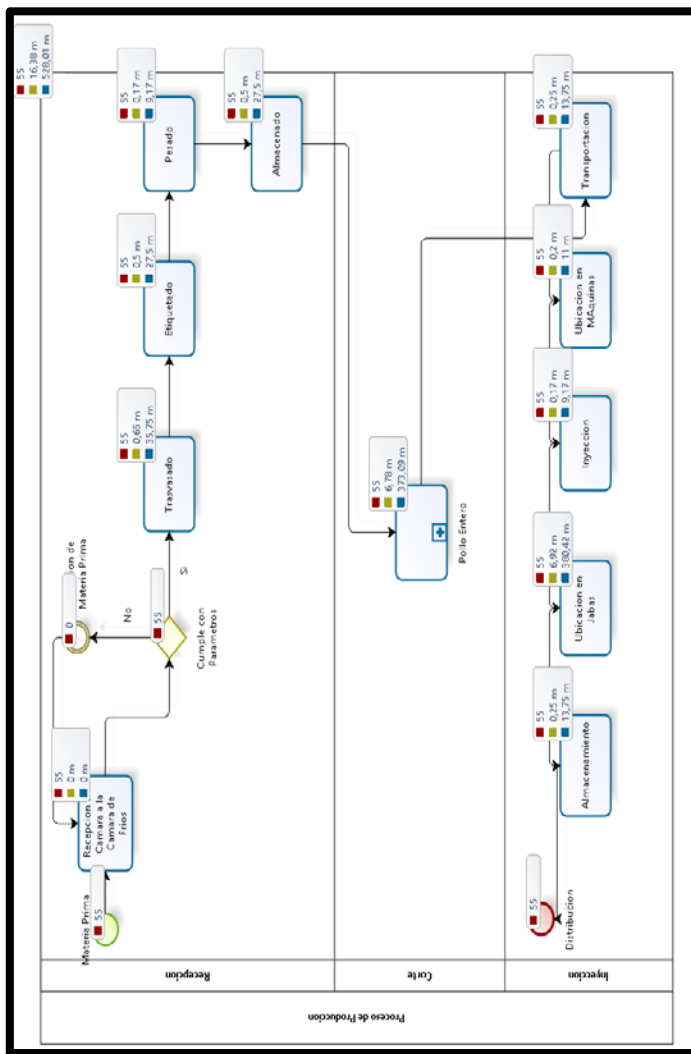 55
16,38 m
528,01 m
Proceso de Produccion
Recepcion
Materia Prima
55
Recepcion
Camara a la
Camara de
Frios
55
0 m
0 m
ion de
Materia Prima
0
No
Cumple con
Parametros
55
Si
Trasvasado
55
0,65 m
35,75 m
Etiquetado
55
0,5 m
27,5 m
Pesado
55
0,17 m
9,17 m
Almacenado
55
0,5 m
27,5 m
Corte
Pollo Entero
55
6,78 m
373,09 m
Inyeccion
Transportacion
55
0,25 m
13,75 m
Ubicacion en
MAquinas
55
0,2 m
11 m
Inyeccion
55
0,17 m
9,17 m
Ubicacion en
Jabas
55
6,92 m
380,42 m
Almacenamiento
55
0,25 m
13,75 m
Distribucion
55